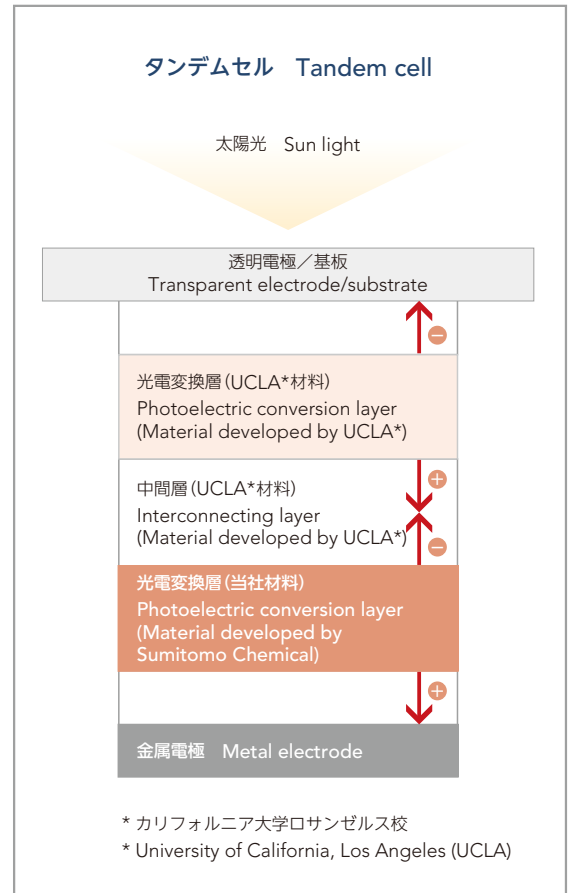 タンデムセル Tandem cell
太陽光 Sun light
透明電極／基板
Transparent electrode/substrate
−
光電変換層（UCLA*材料）
Photoelectric conversion layer
(Material developed by UCLA*)
+
中間層（UCLA*材料）
Interconnecting layer
(Material developed by UCLA*)
−
光電変換層（当社材料）
Photoelectric conversion layer
(Material developed by
Sumitomo Chemical)
+
金属電極 Metal electrode
* カリフォルニア大学ロサンゼルス校
* University of California, Los Angeles (UCLA)